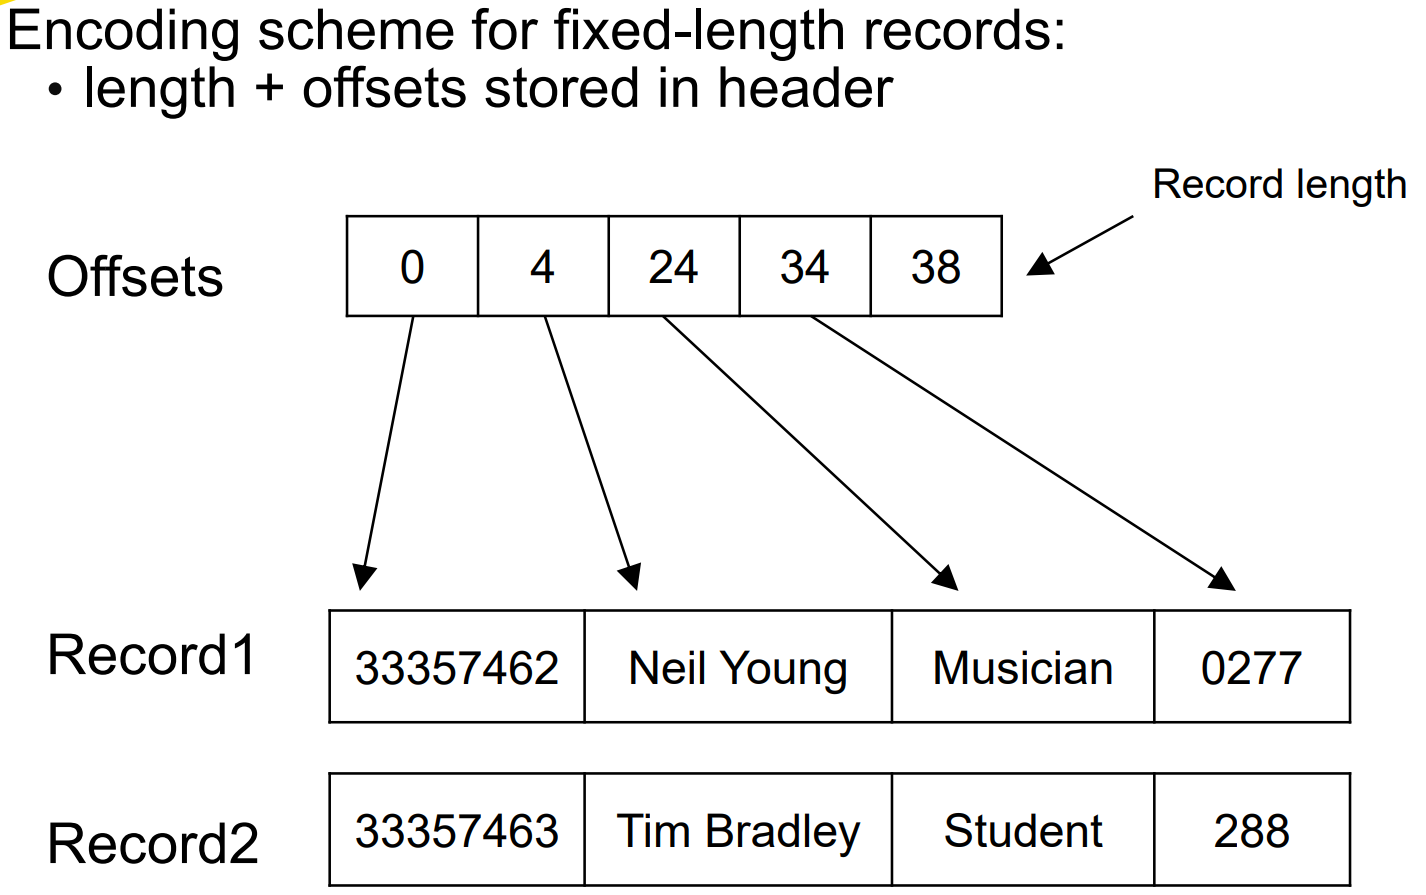 Encoding scheme for fixed-length records:
• length + offsets stored in header
Record length
Offsets 0 4 24 34 38
Record1 33357462 Neil Young Musician 0277
Record2 33357463 Tim Bradley Student 288